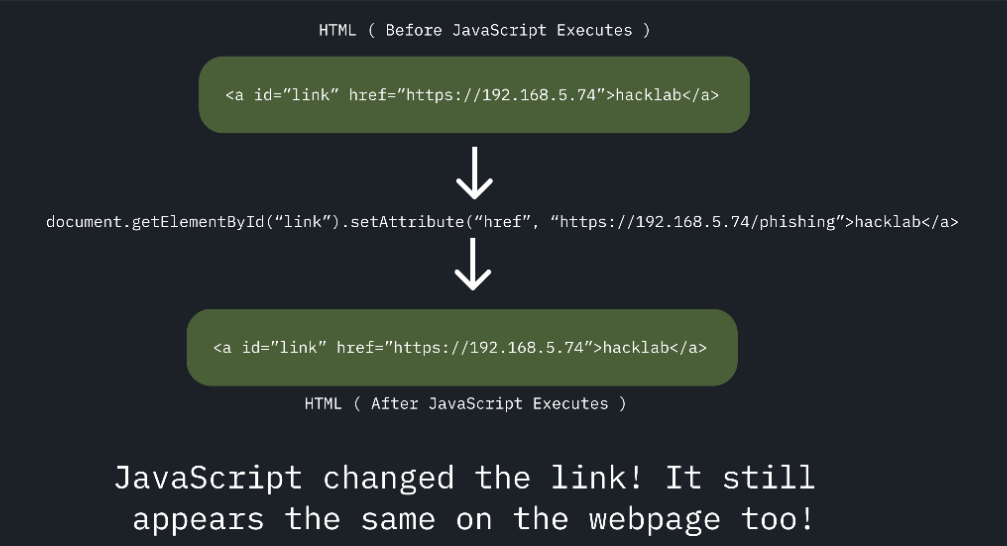 HTML ( Before JavaScript Executes )
<a id=”link” href=”https://192.168.5.74”>hacklab</a>
document.getElementById(“link”).setAttribute(“href”, “https://192.168.5.74/phishing”>hacklab</a>
<a id=”link” href=”https://192.168.5.74”>hacklab</a>
HTML ( After JavaScript Executes )
JavaScript changed the link! It still
appears the same on the webpage too!